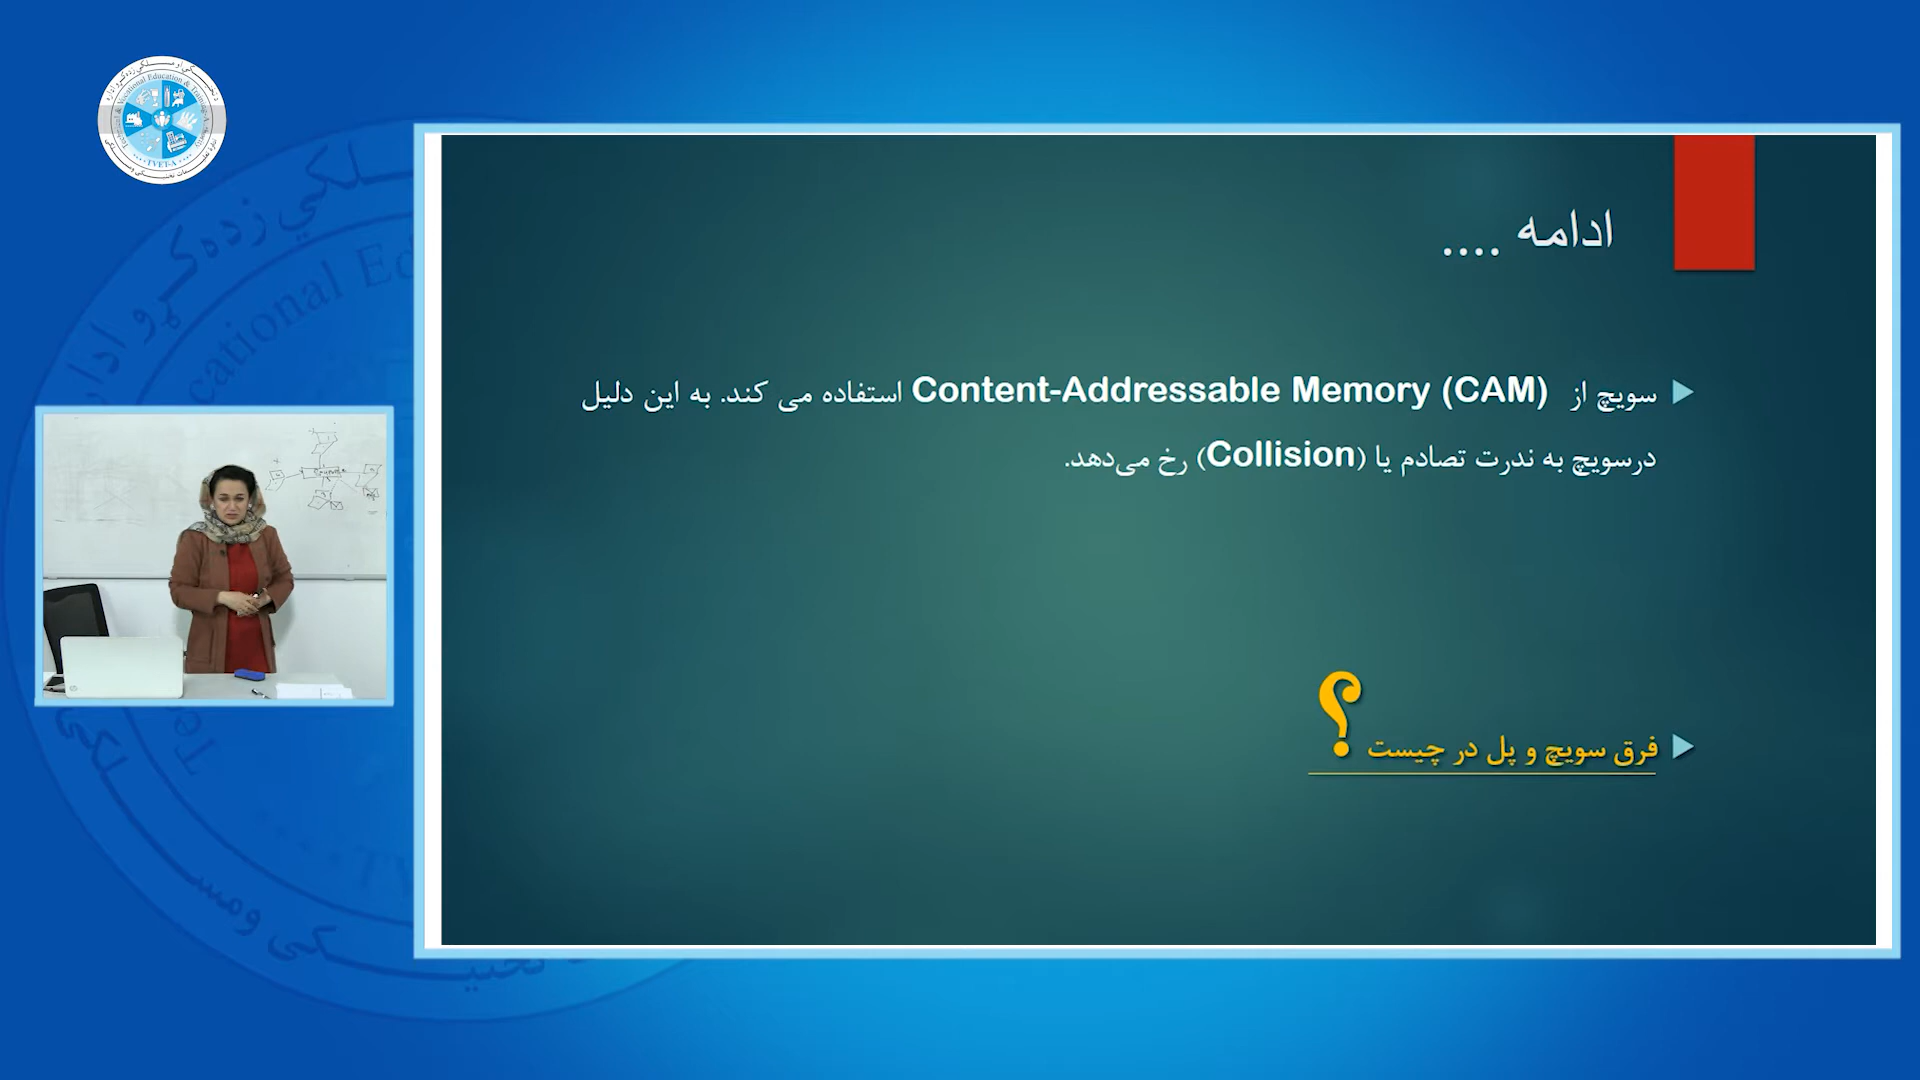 ادامه ....
سویچ از Content-Addressable Memory (CAM) استفاده می کند. به این دلیل
درسویچ به ندرت تصادم یا (Collision) رخ می‌دهد.
فرق سویچ و پل در چیست ؟
TVET-A